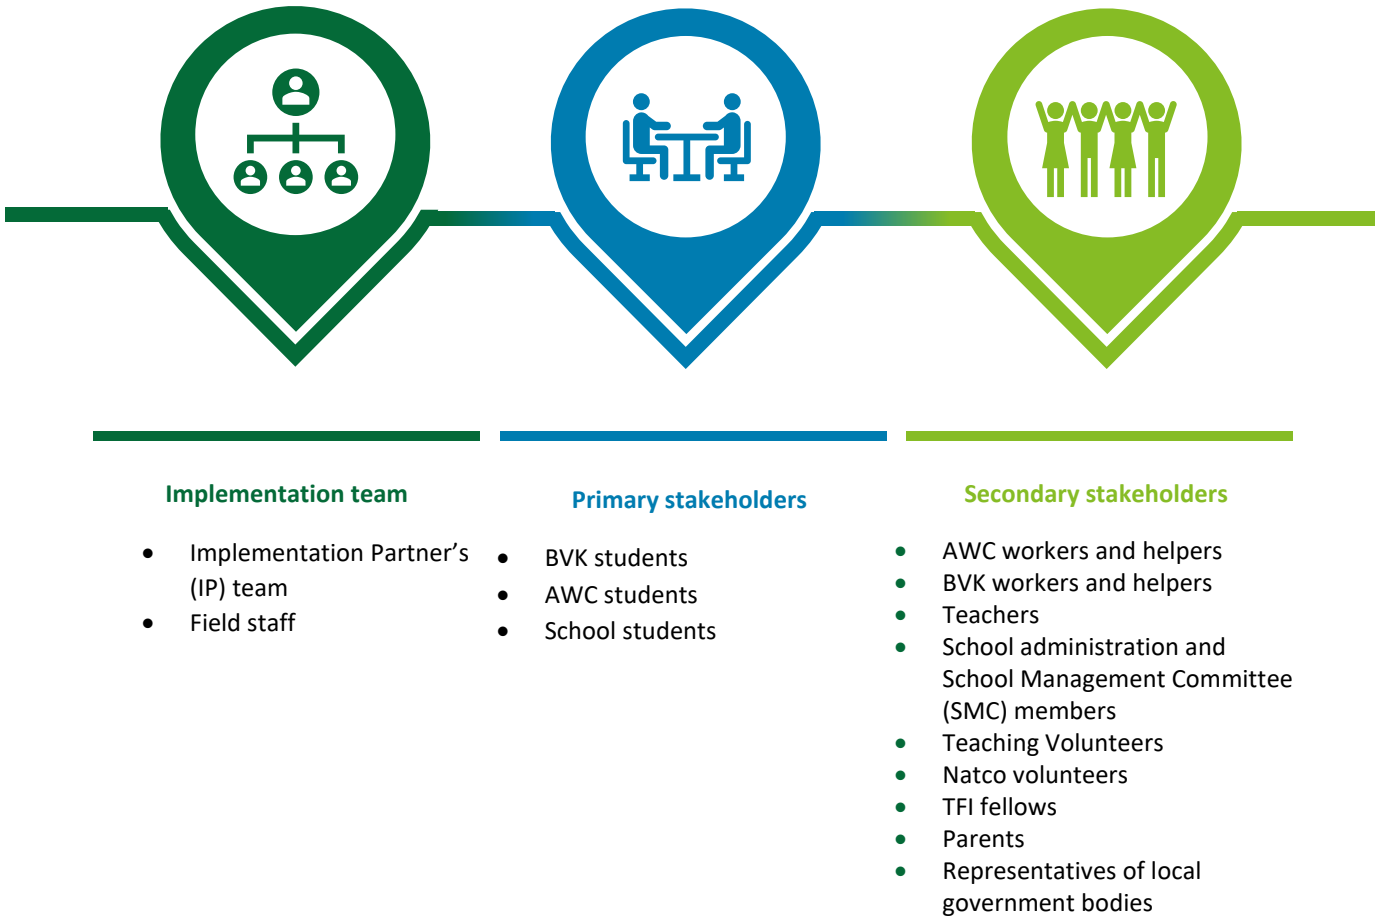 Implementation team
• Implementation Partner’s
(IP) team
• Field staff
Primary stakeholders
• BVK students
• AWC students
• School students
Secondary stakeholders
• AWC workers and helpers
• BVK workers and helpers
• Teachers
• School administration and
School Management Committee
(SMC) members
• Teaching Volunteers
• Natco volunteers
• TFI fellows
• Parents
• Representatives of local
government bodies